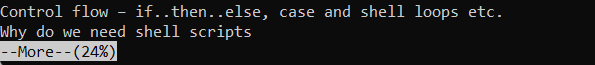 Control flow – if..then..else, case and shell loops etc.
Why do we need shell scripts
--More--(24%)